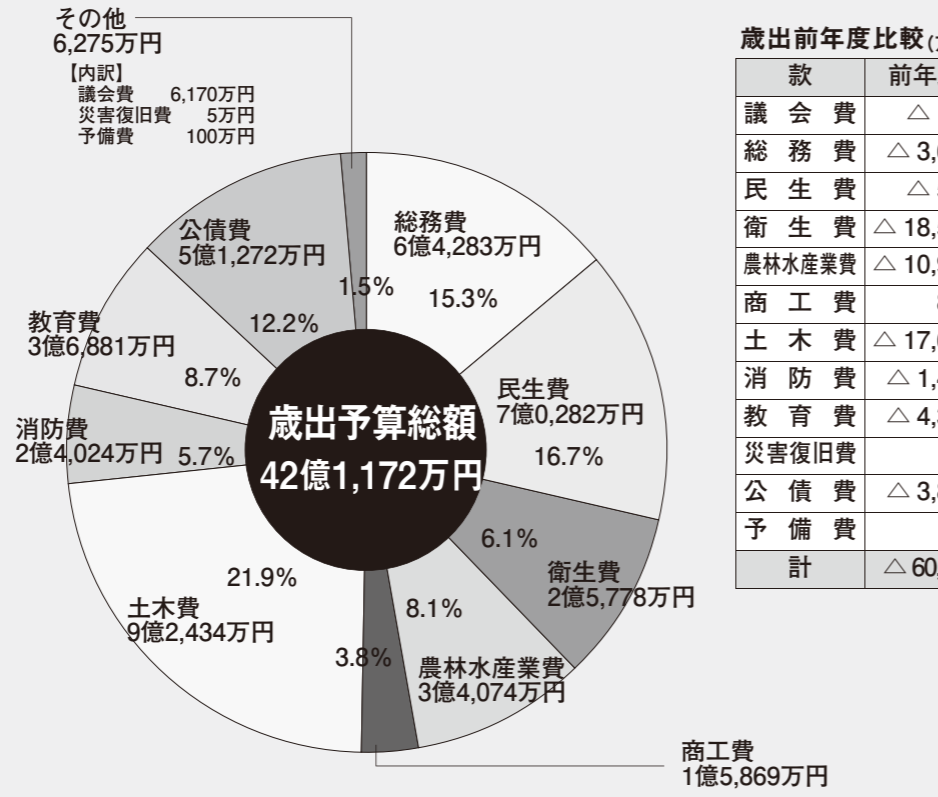 その他
6,275万円
【内訳】
議会費 6,170万円
災害復旧費 5万円
予備費 100万円
総務費
6億4,283万円
15.3%
民生費
7億0,282万円
16.7%
衛生費
2億5,778万円
6.1%
農林水産業費
3億4,074万円
8.1%
商工費
1億5,869万円
3.8%
土木費
9億2,434万円
21.9%
消防費
2億4,024万円
5.7%
教育費
3億6,881万円
8.7%
公債費
5億1,272万円
12.2%
1.5%
歳出予算総額
42億1,172万円
歳出前年度比較
款 前年
議会費 △
総務費 △ 3,
民生費 △
衛生費 △ 18,
農林水産業費 △ 10,
商工費
土木費 △ 17,
消防費 △ 1,
教育費 △ 4,
災害復旧費
公債費 △ 3,
予備費
計 △ 60,